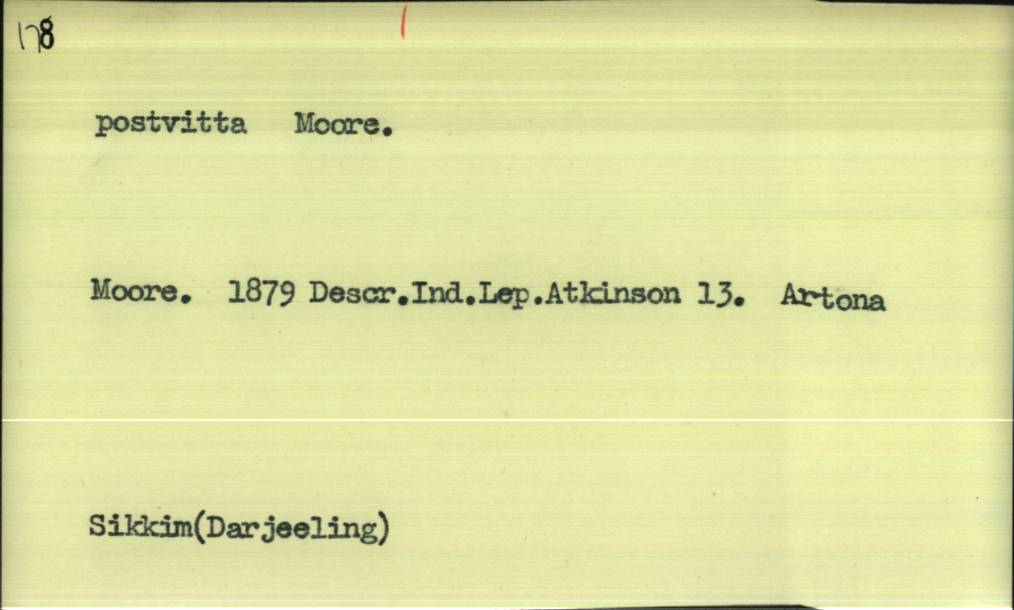 178
postvitta Moore.
Moore. 1879 Descr.Ind.Lep.Atkinson 13. Artona
Sikkim(Darjeeling)